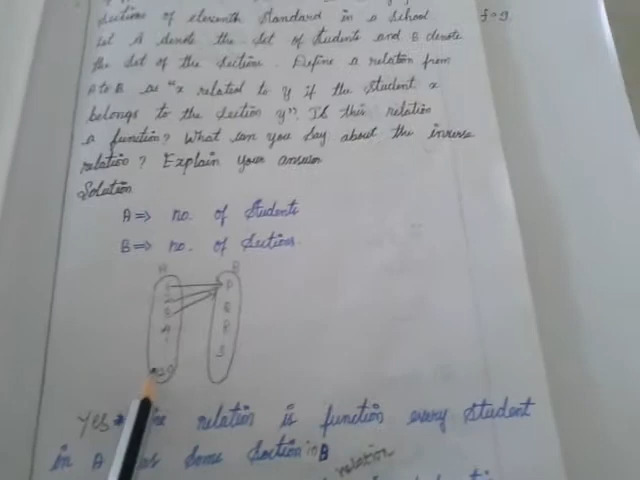 Sections of eleventh Standard in a School.
f=9
Let A denote the Set of Students and B denote
the Set of the Sections. Define a relation from
A to B as "x related to y if the Student x
belongs to the Section y". Is this relation
a function? What can you Say about the inverse
relation? Explain your answer
Solution
A => no. of Students
B => no. of Sections.
A B
P
Q
R
S
Yes relation is function every Student
in A Some Section in B
relation